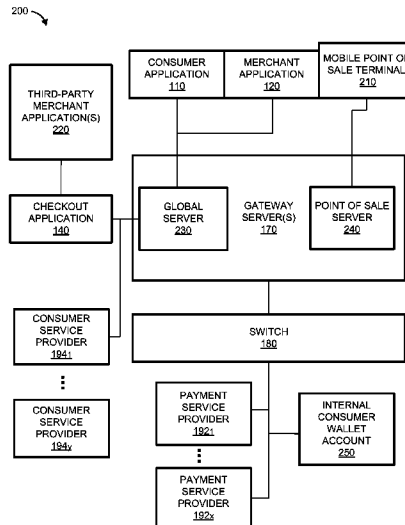 200
CONSUMER
APPLICATION
110
MERCHANT
APPLICATION
120
MOBILE POINT OF
SALE TERMINAL
210
THIRD-PARTY
MERCHANT
APPLICATION(S)
220
CHECKOUT
APPLICATION
140
GLOBAL
SERVER
230
GATEWAY
SERVER(S)
170
POINT OF SALE
SERVER
240
CONSUMER
SERVICE
PROVIDER
194₁
SWITCH
180
CONSUMER
SERVICE
PROVIDER
194ᵧ
PAYMENT
SERVICE
PROVIDER
192₁
INTERNAL
CONSUMER
WALLET
ACCOUNT
250
PAYMENT
SERVICE
PROVIDER
192ₓ